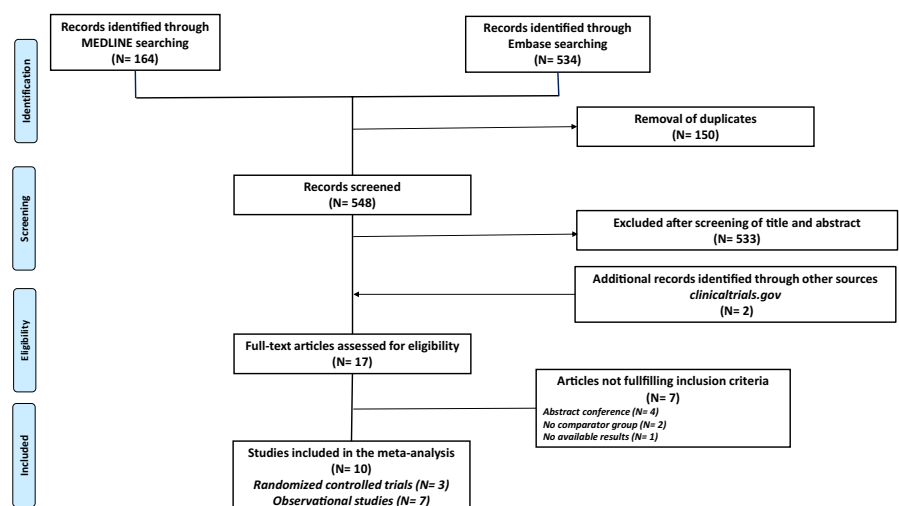 Records identified through
MEDLINE searching
(N= 164)
Records identified through
Embase searching
(N= 534)
Identification
Removal of duplicates
(N= 150)
Screening
Records screened
(N= 548)
Excluded after screening of title and abstract
(N= 533)
Additional records identified through other sources
clinicaltrials.gov
(N= 2)
Eligibility
Full-text articles assessed for eligibility
(N= 17)
Articles not fullfilling inclusion criteria
(N= 7)
Abstract conference (N= 4)
No comparator group (N= 2)
No available results (N= 1)
Included
Studies included in the meta-analysis
(N= 10)
Randomized controlled trials (N= 3)
Observational studies (N= 7)